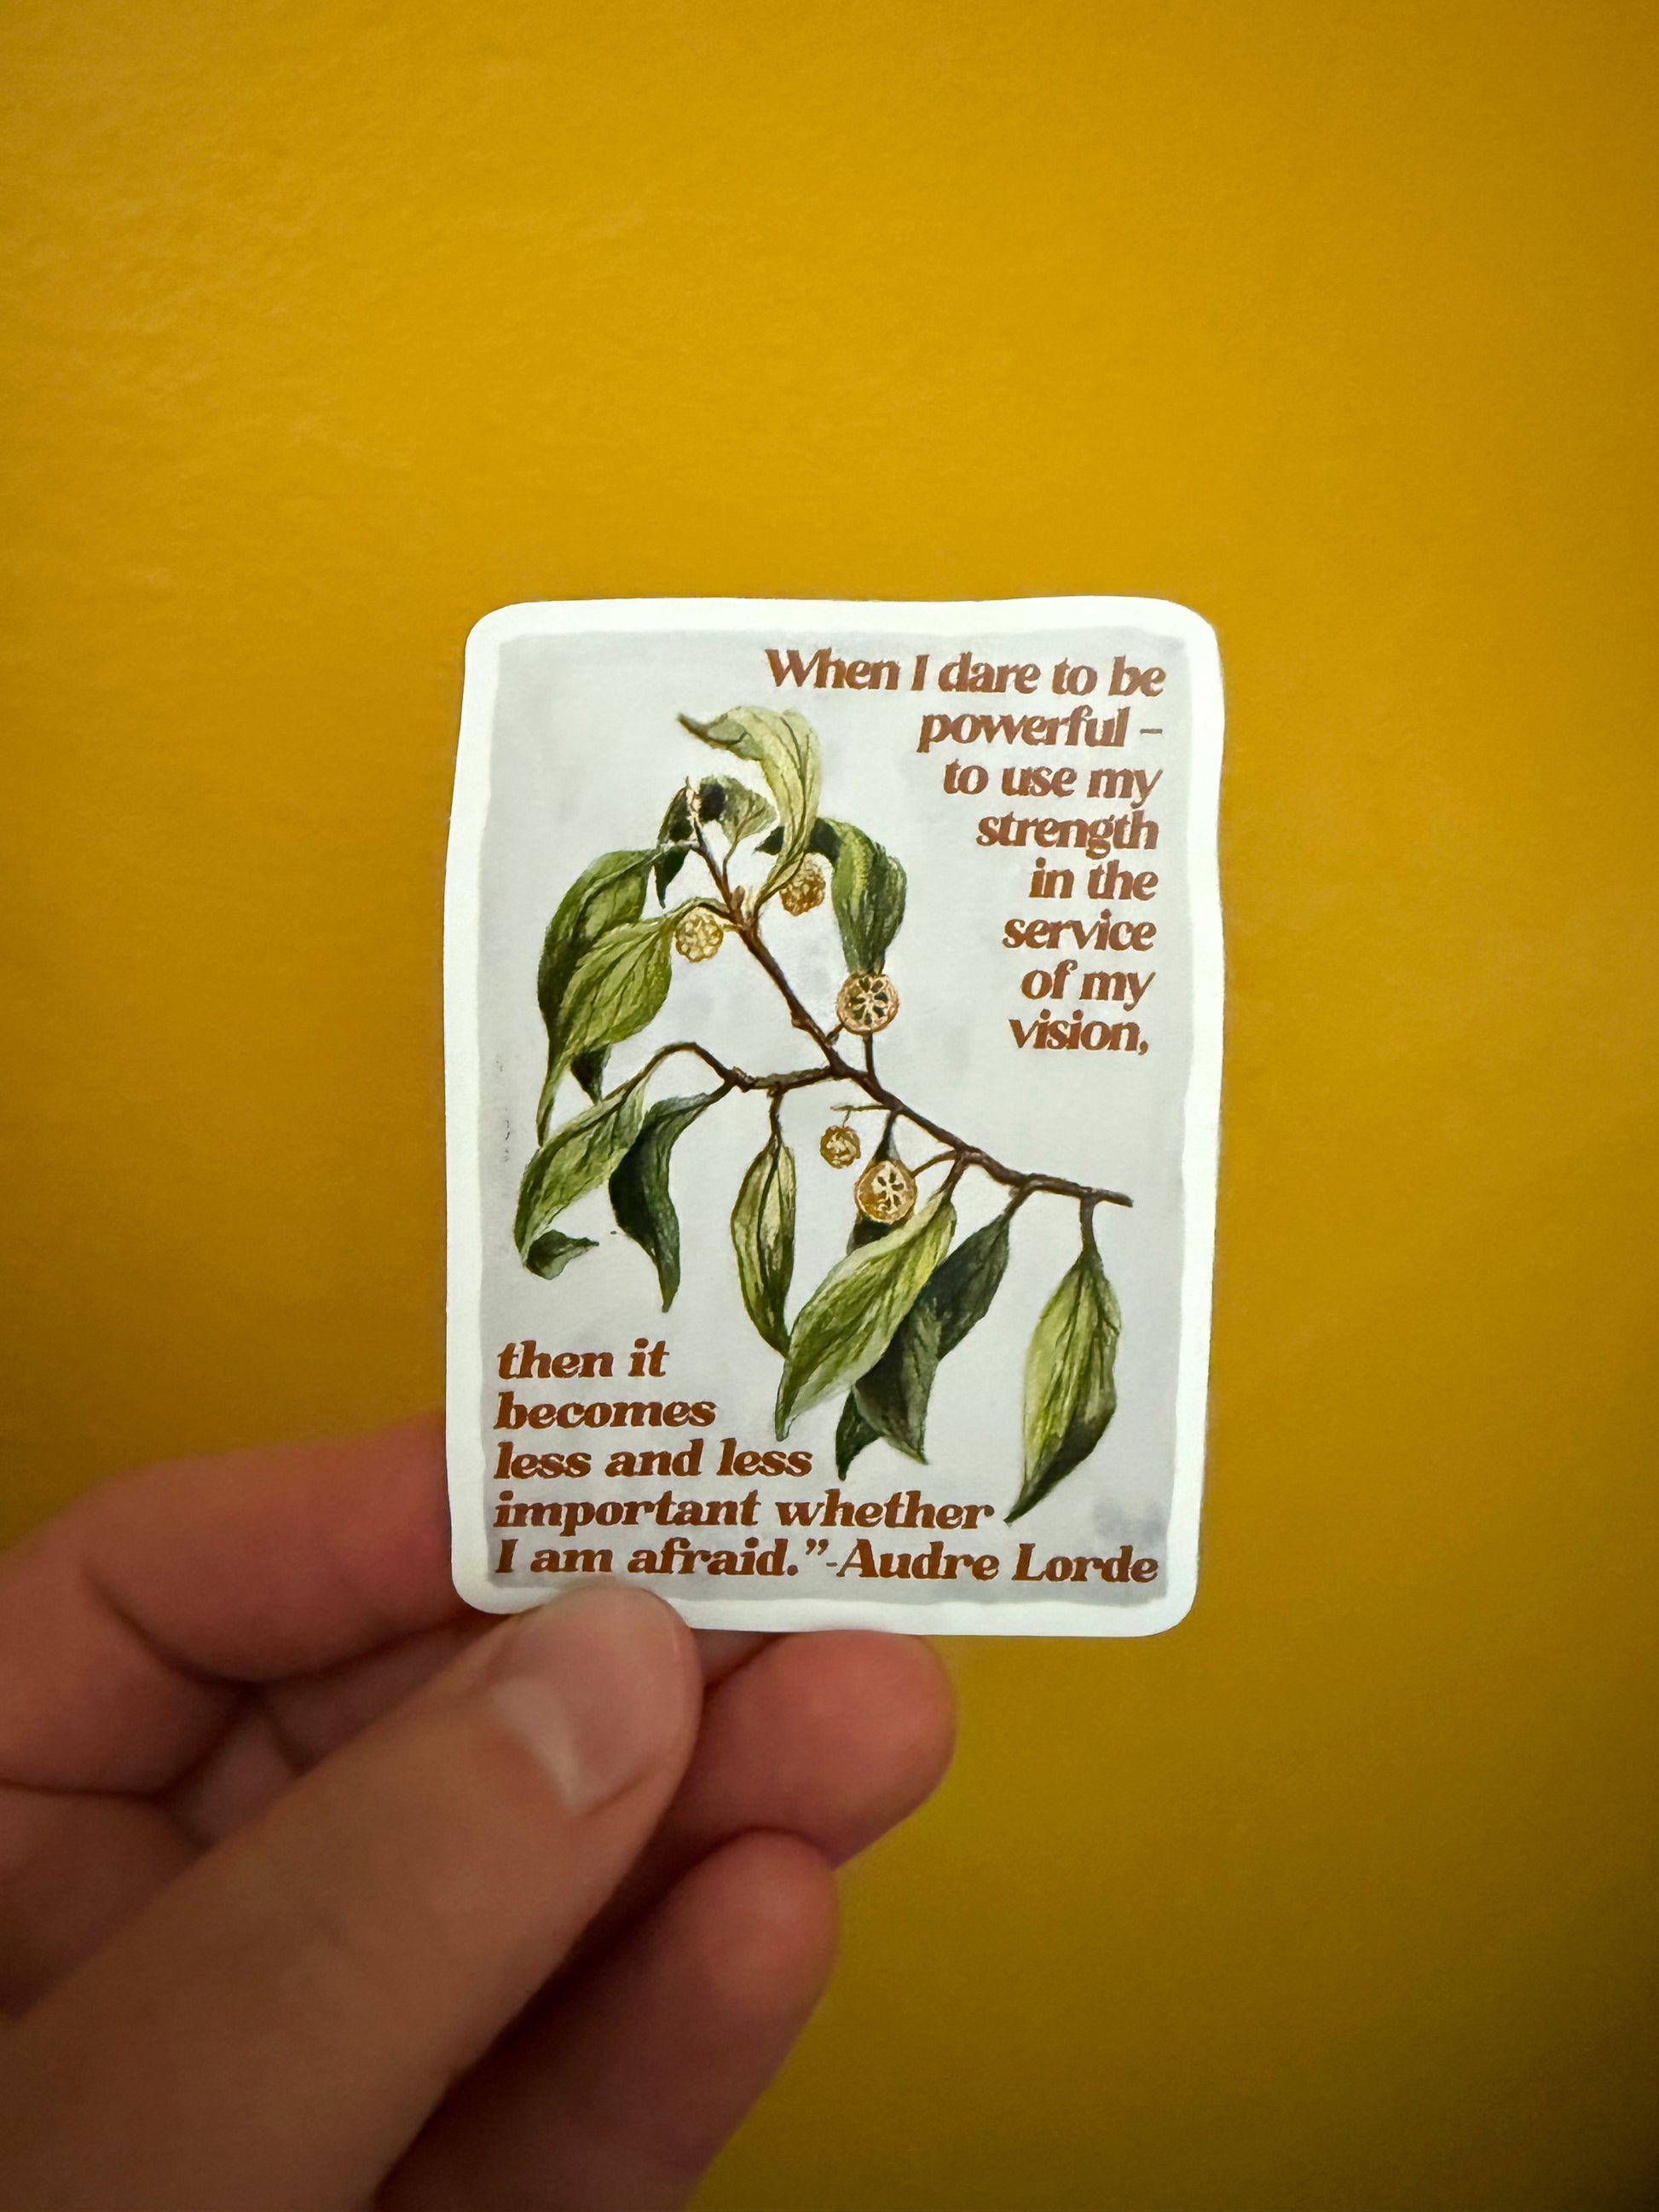 When I dare to be
powerful –
to use my
strength
in the
service
of my
vision,
then it
becomes
less and less
important whether
I am afraid.”-Audre Lorde